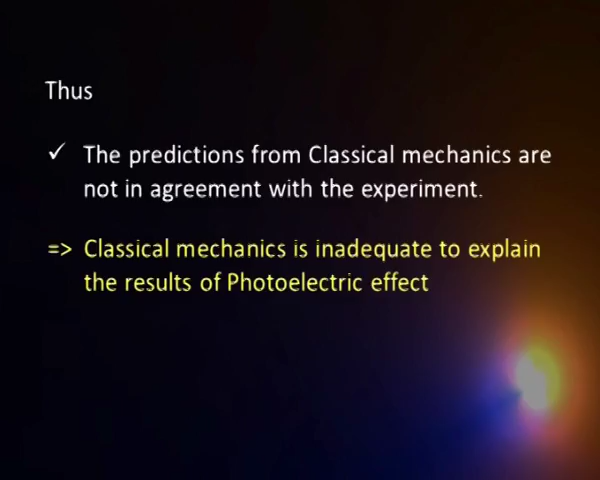 Thus
✓ The predictions from Classical mechanics are
not in agreement with the experiment.
=> Classical mechanics is inadequate to explain
the results of Photoelectric effect